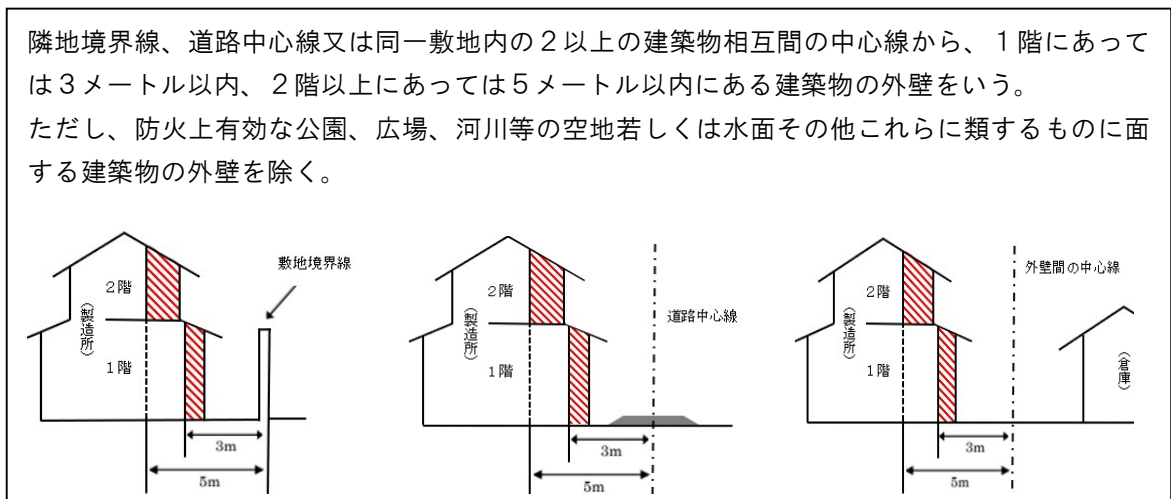 隣地境界線、道路中心線又は同一敷地内の２以上の建築物相互間の中心線から、１階にあって
は３メートル以内、２階以上にあっては５メートル以内にある建築物の外壁をいう。
ただし、防火上有効な公園、広場、河川等の空地若しくは水面その他これらに類するものに面
する建築物の外壁を除く。
敷地境界線
２階
（製造所）
１階
3m
5m
２階
（製造所）
道路中心線
１階
3m
5m
外壁間の中心線
２階
（製造所）
１階
（倉庫）
3m
5m